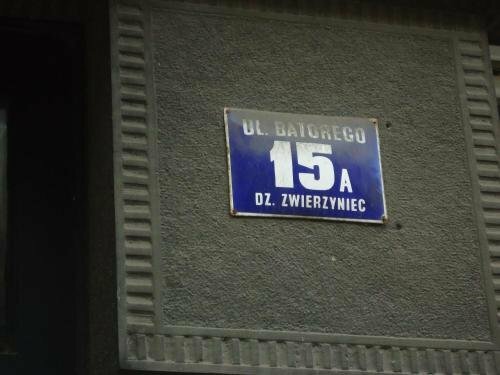 UL. BATOREGO
15A
DZ. ZWIERZYNIEC